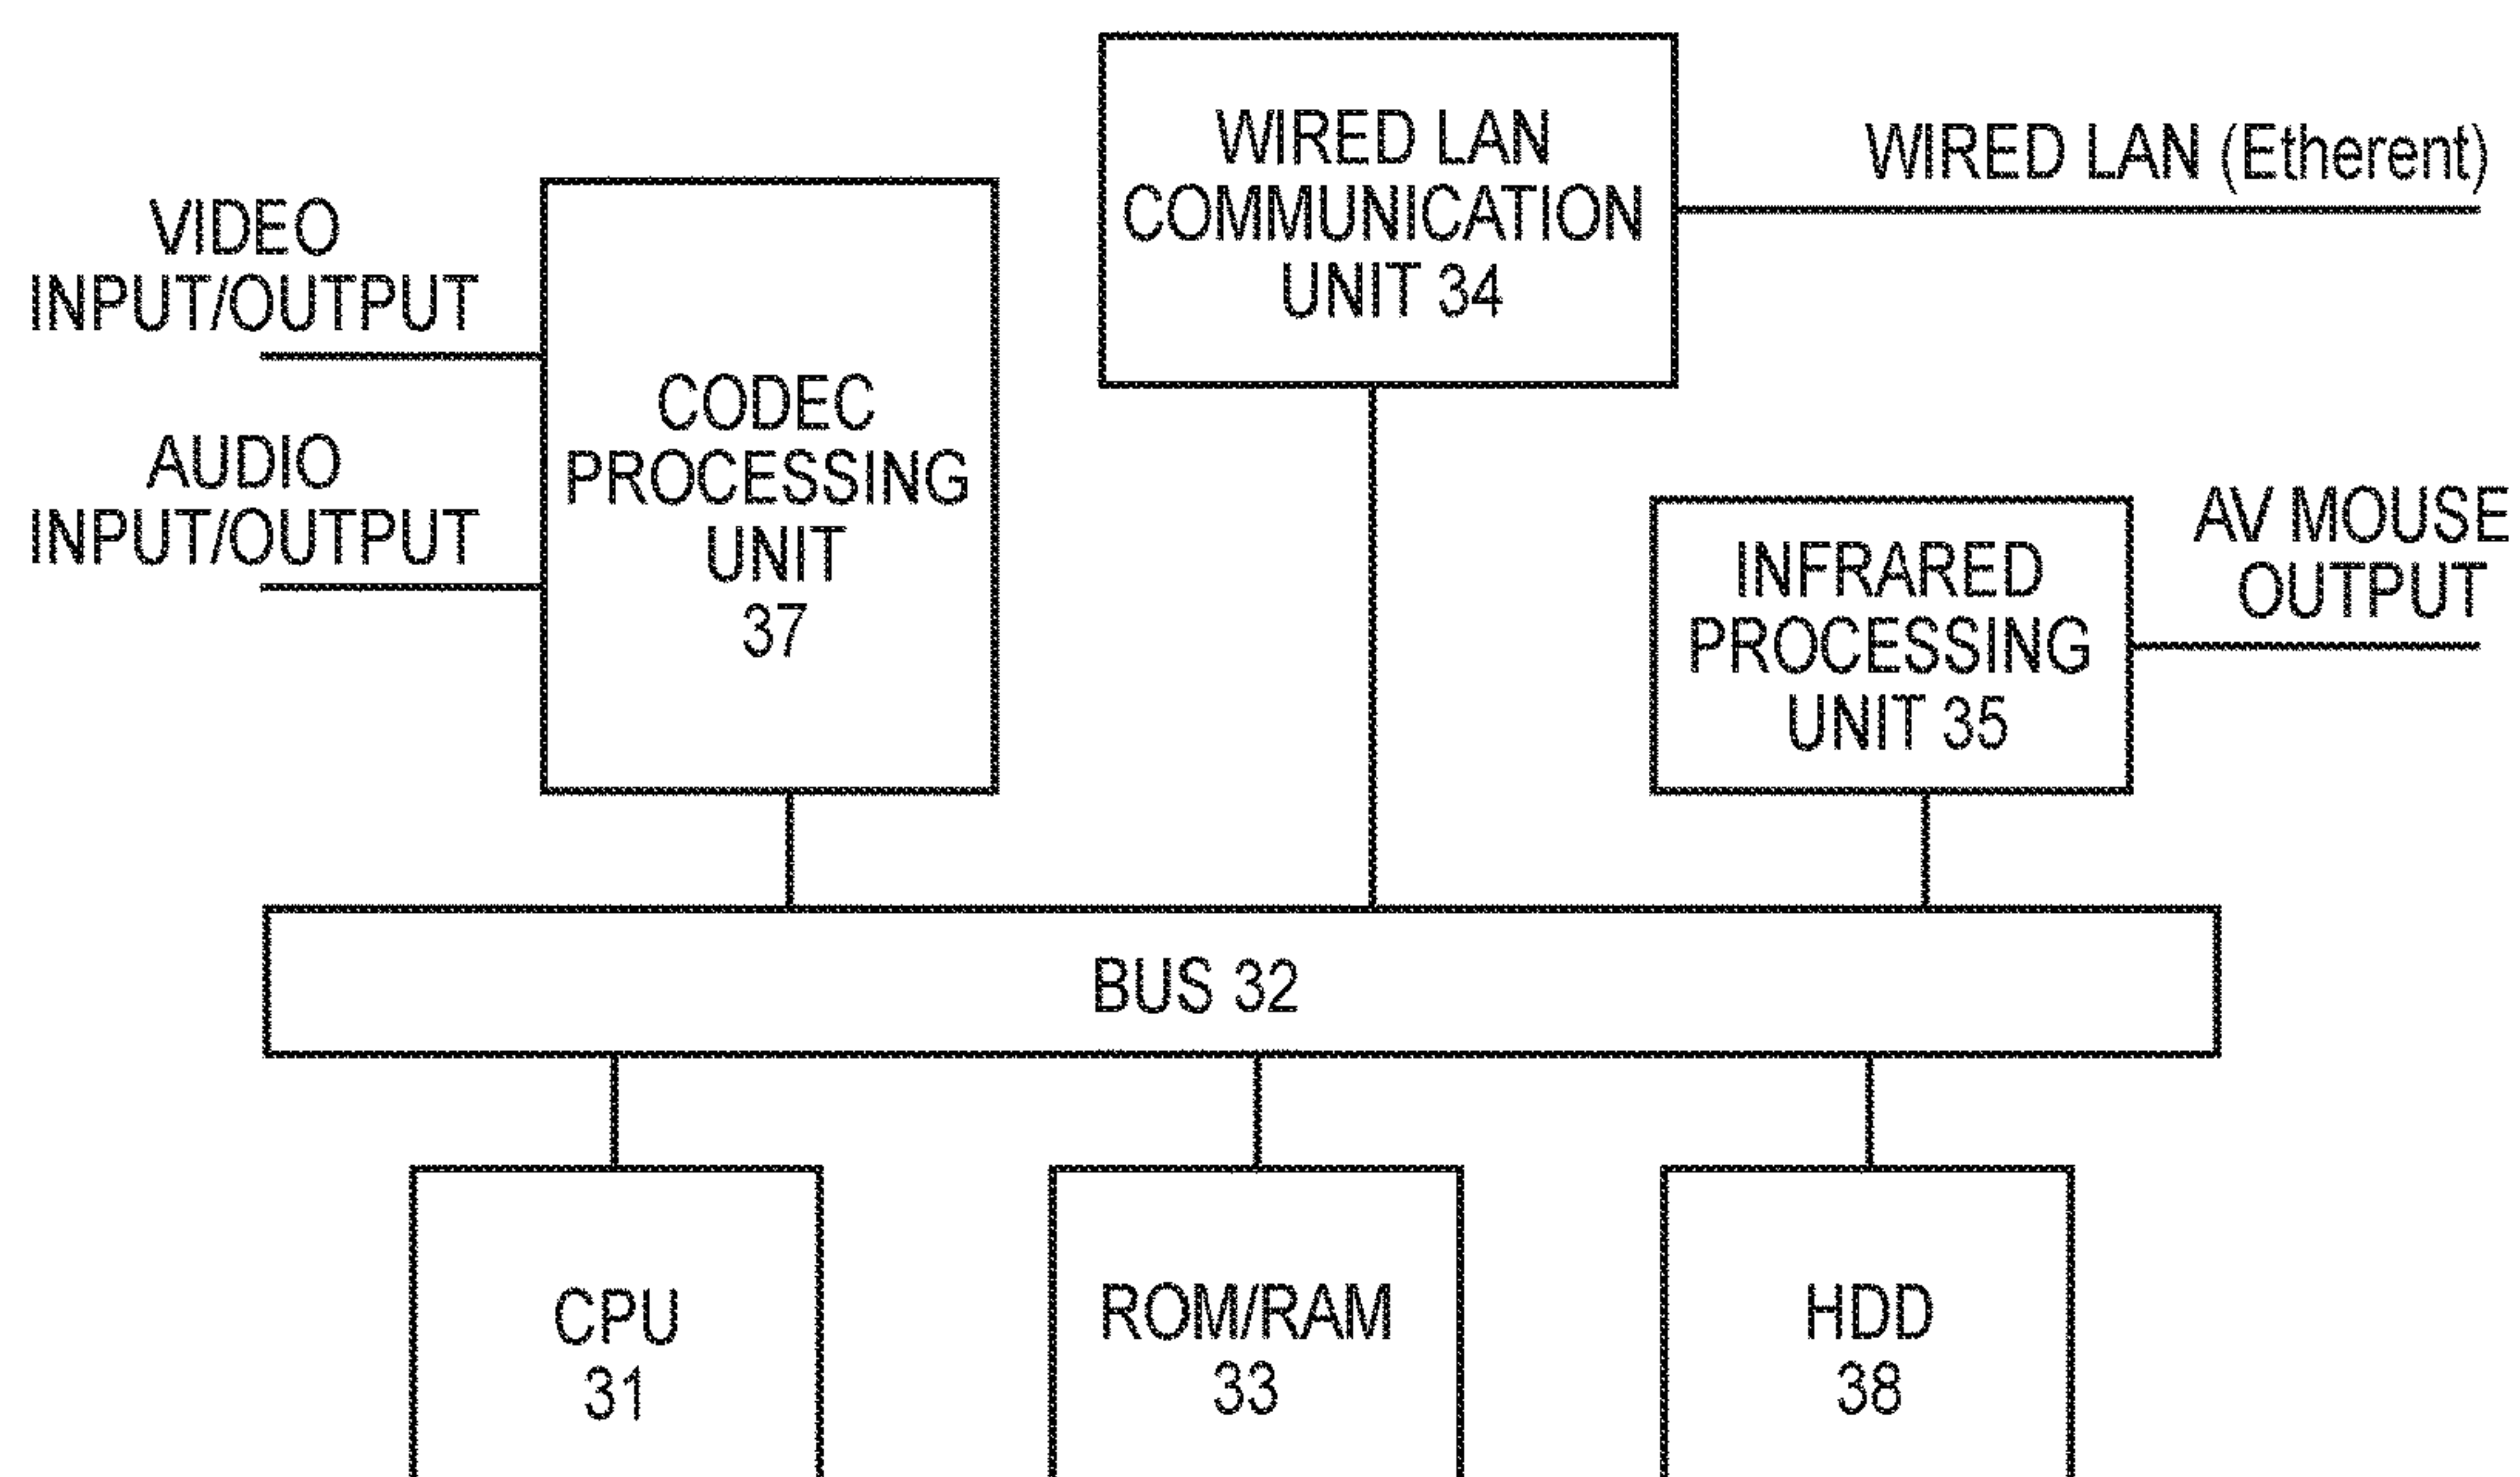 WIRED LAN
COMMUNICATION
UNIT 34
WIRED LAN (Etherent)
VIDEO
INPUT/OUTPUT
AUDIO
INPUT/OUTPUT
CODEC
PROCESSING
UNIT
37
INFRARED
PROCESSING
UNIT 35
AV MOUSE
OUTPUT
BUS 32
CPU
31
ROM/RAM
33
HDD
38